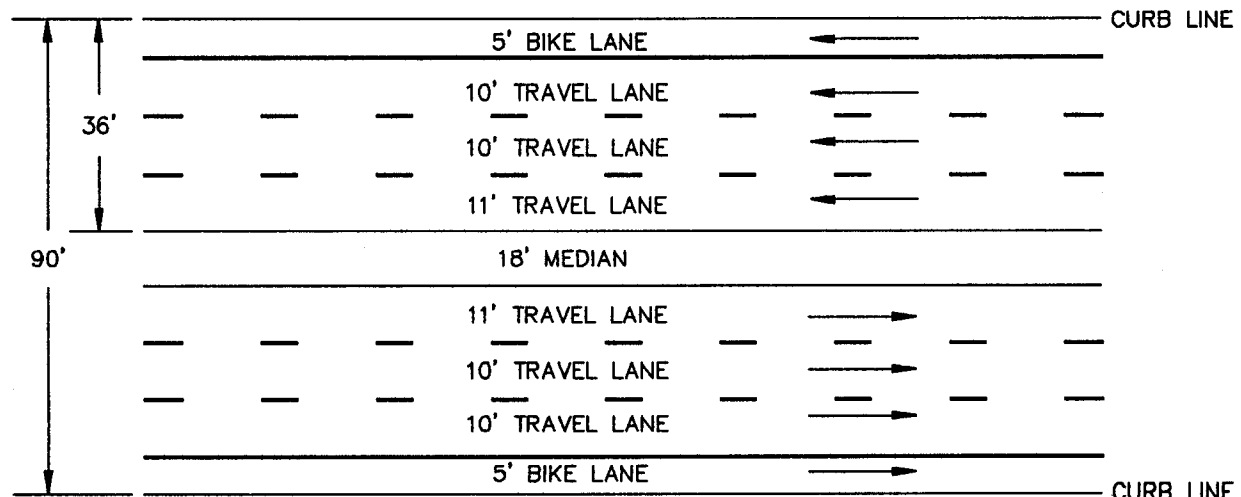 CURB LINE
5' BIKE LANE
10' TRAVEL LANE
36'
10' TRAVEL LANE
11' TRAVEL LANE
90'
18' MEDIAN
11' TRAVEL LANE
10' TRAVEL LANE
10' TRAVEL LANE
5' BIKE LANE
CURB LINE